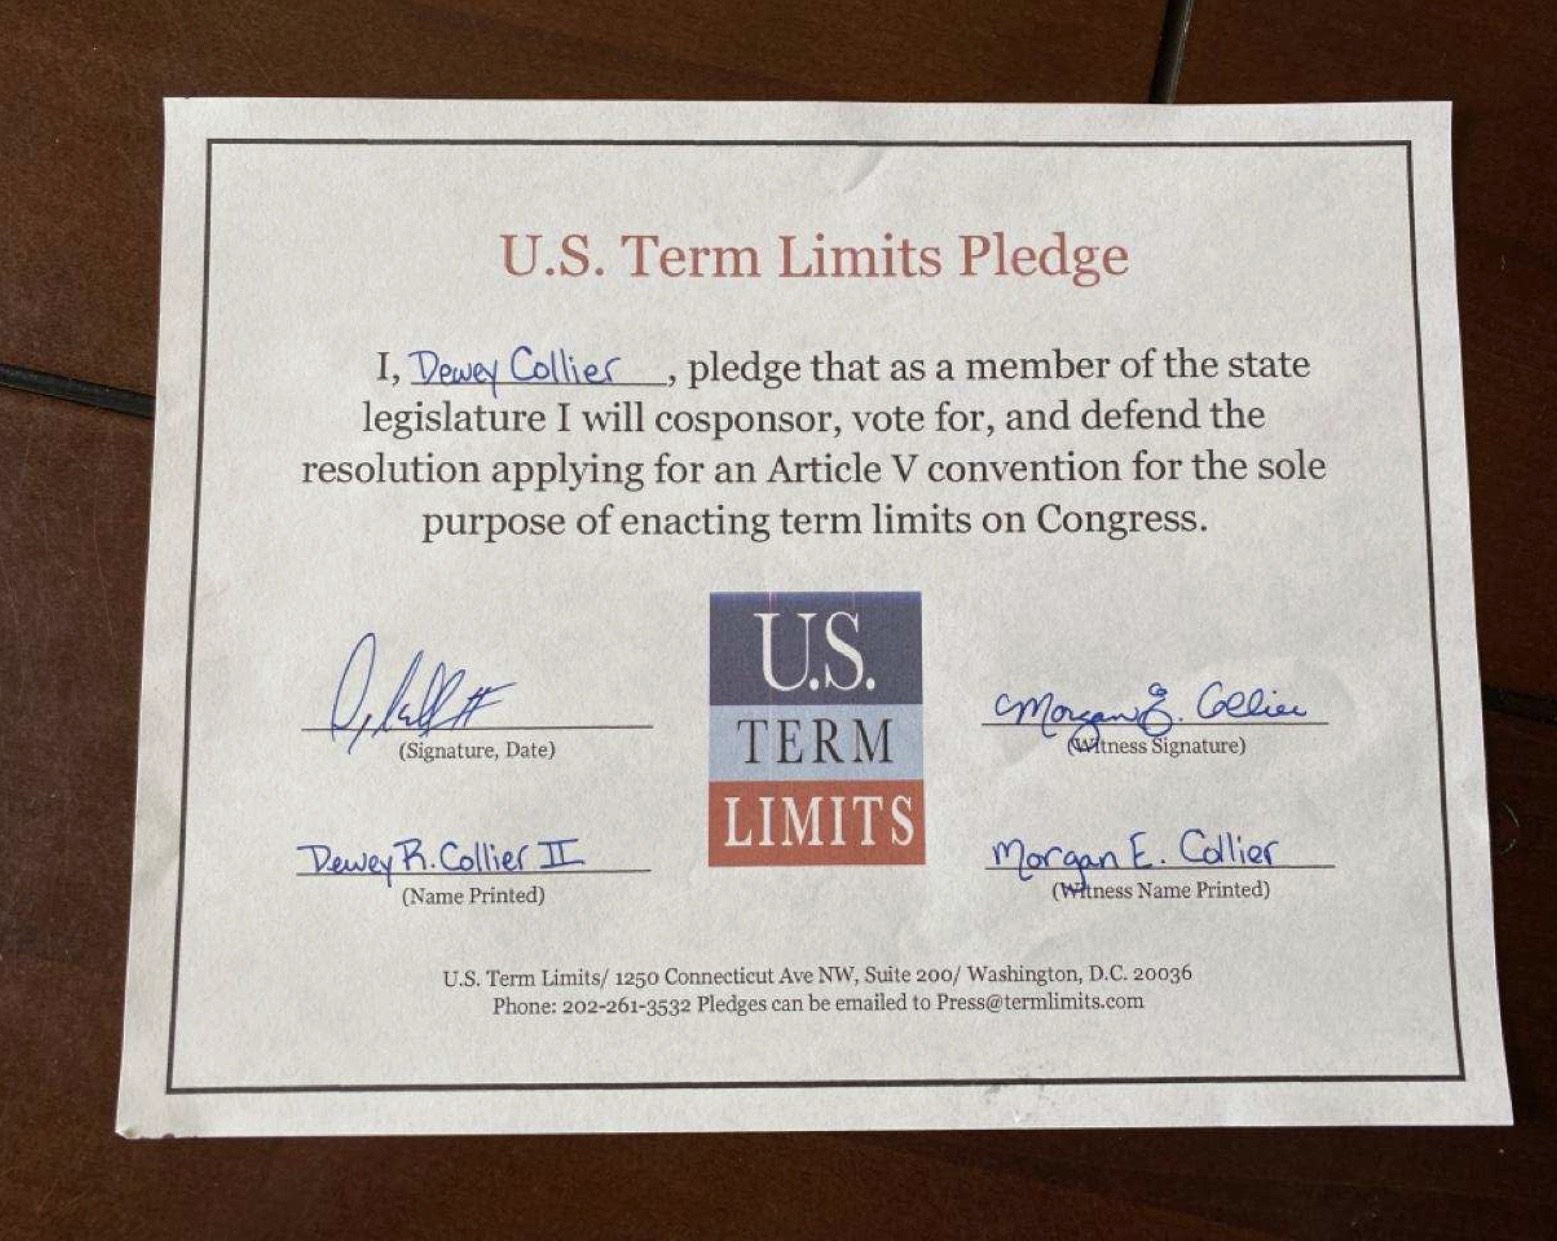 U.S. Term Limits Pledge
I, Dewey Collier, pledge that as a member of the state
legislature I will cosponsor, vote for, and defend the
resolution applying for an Article V convention for the sole
purpose of enacting term limits on Congress.
U.S.
TERM
LIMITS
(Signature, Date)
Morgan E. Collier
(Witness Signature)
Dewey R. Collier II
(Name Printed)
Morgan E. Collier
(Witness Name Printed)
U.S. Term Limits/ 1250 Connecticut Ave NW, Suite 200/ Washington, D.C. 20036
Phone: 202-261-3532 Pledges can be emailed to Press@termlimits.com